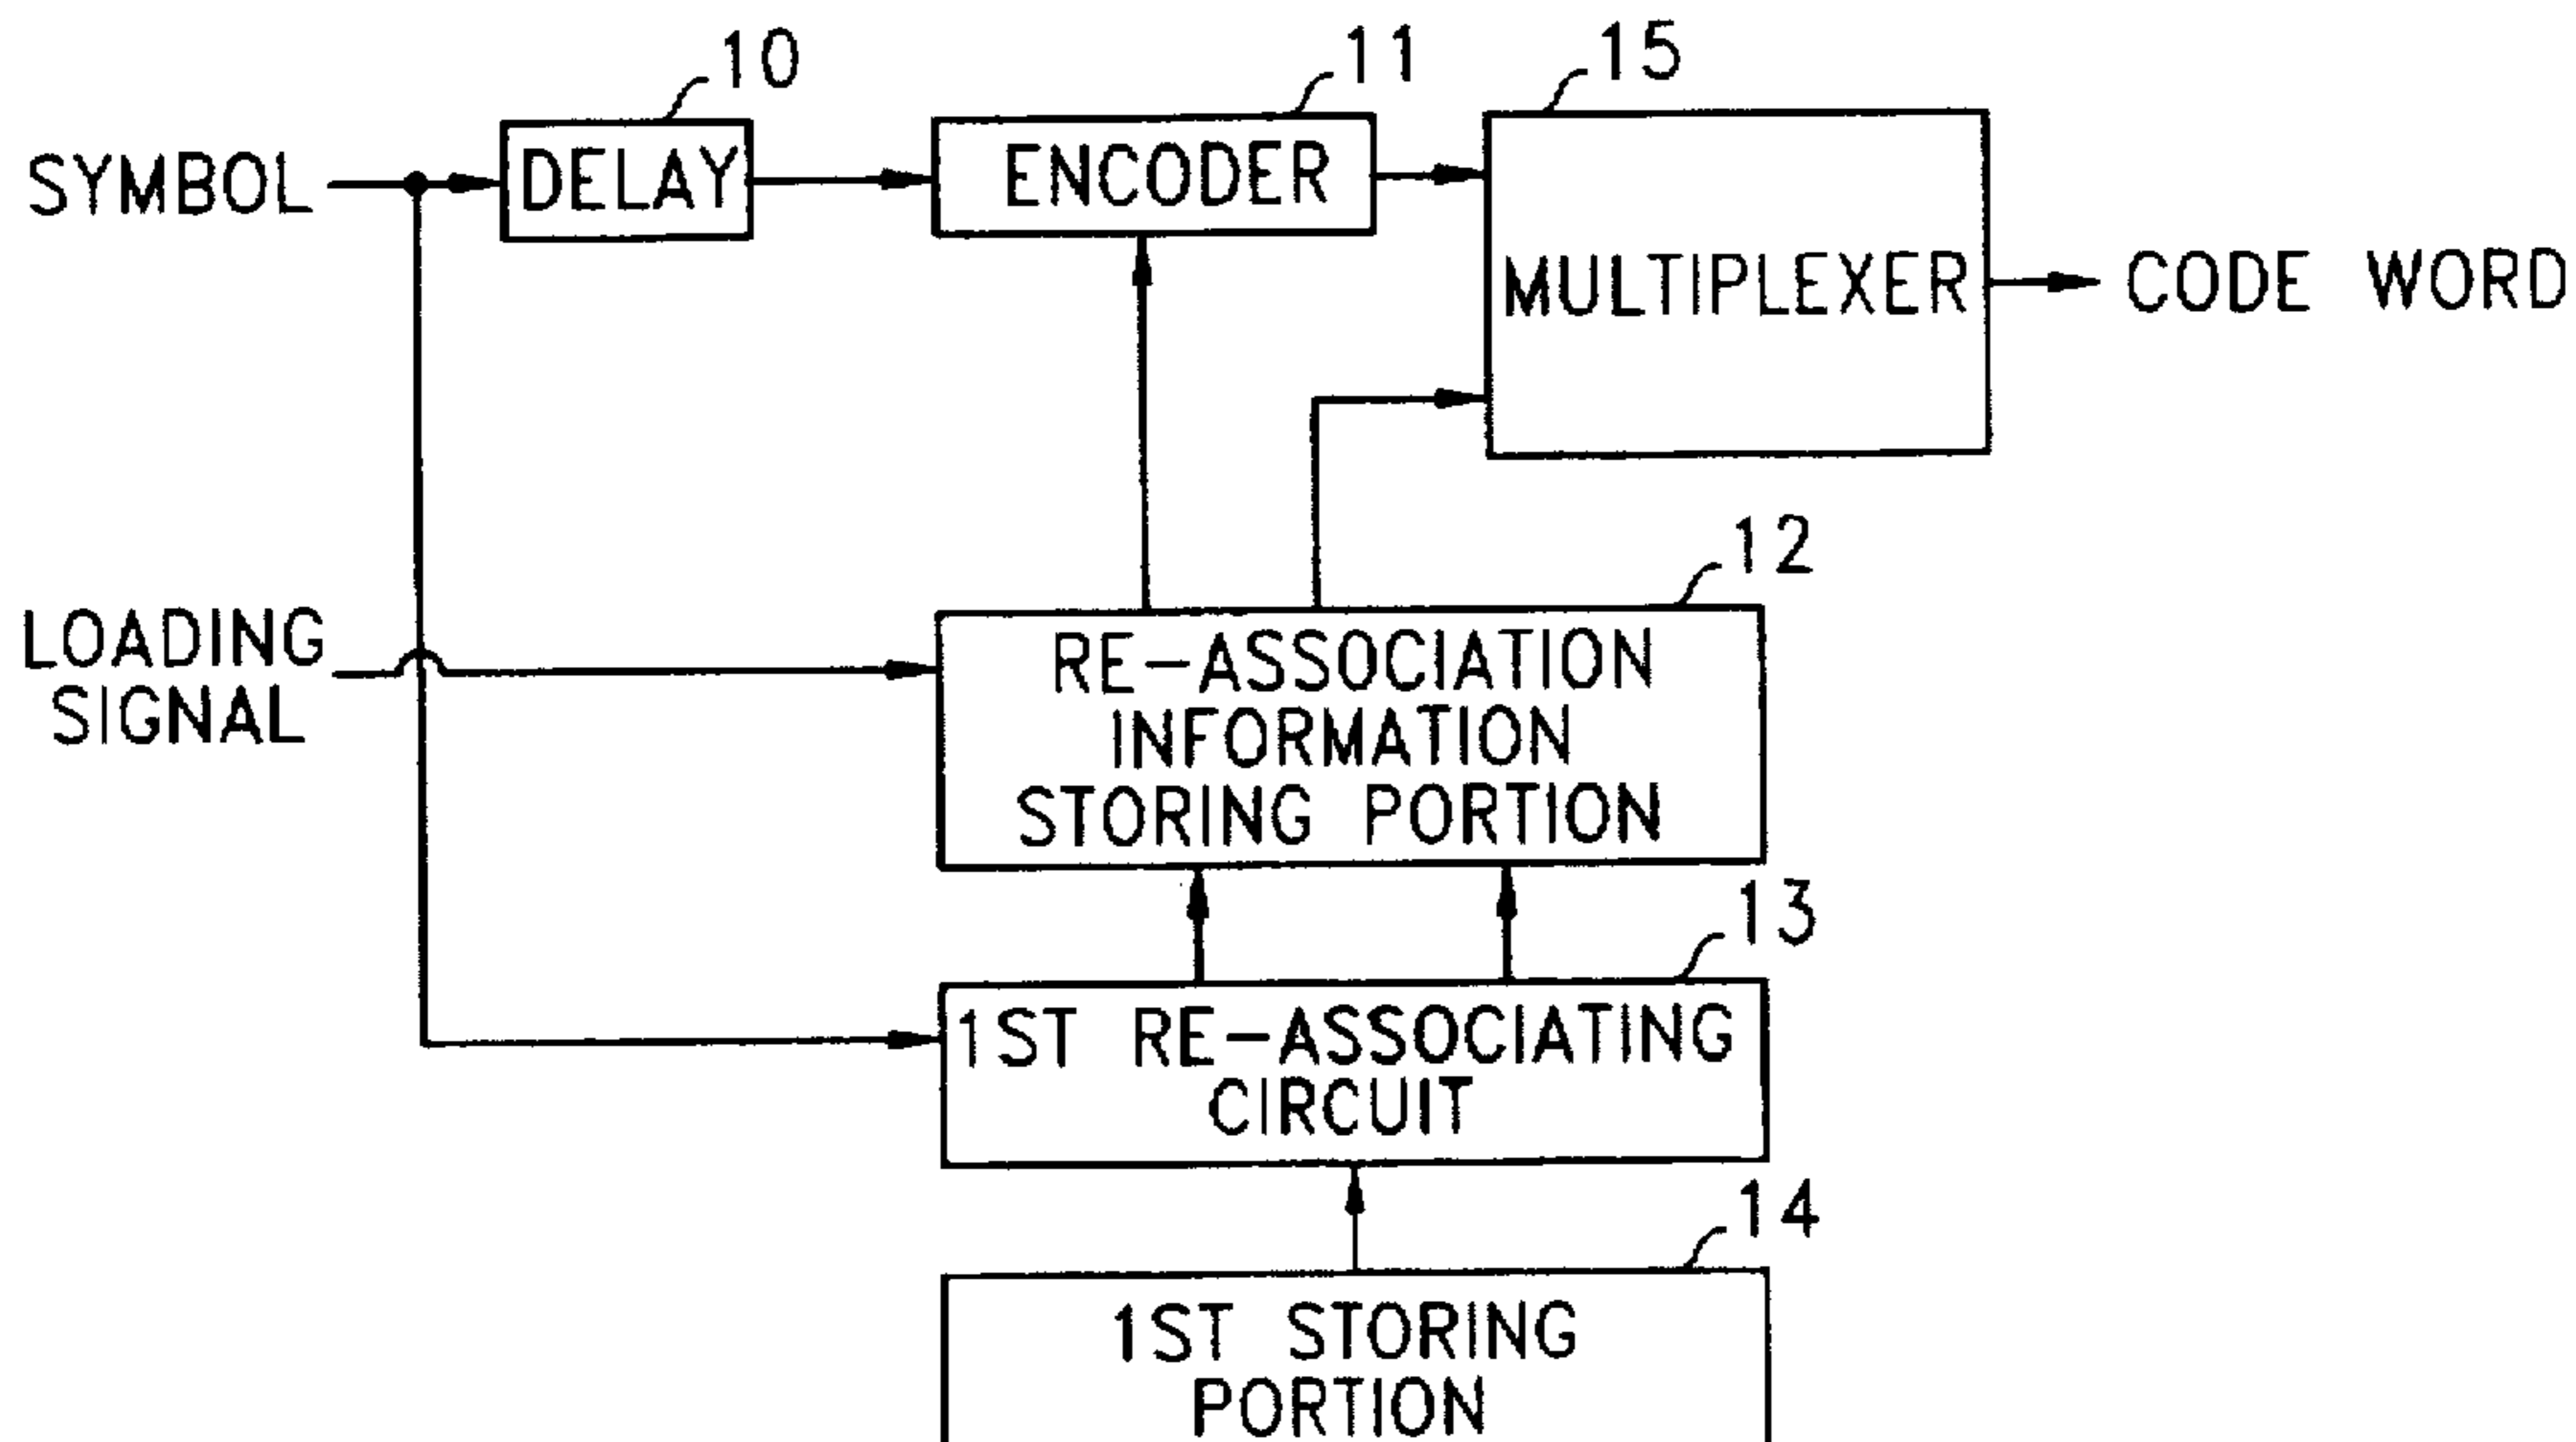 10
11
15
SYMBOL
DELAY
ENCODER
MULTIPLEXER
CODE WORD
12
LOADING
SIGNAL
RE-ASSOCIATION
INFORMATION
STORING PORTION
13
1ST RE-ASSOCIATING
CIRCUIT
14
1ST STORING
PORTION